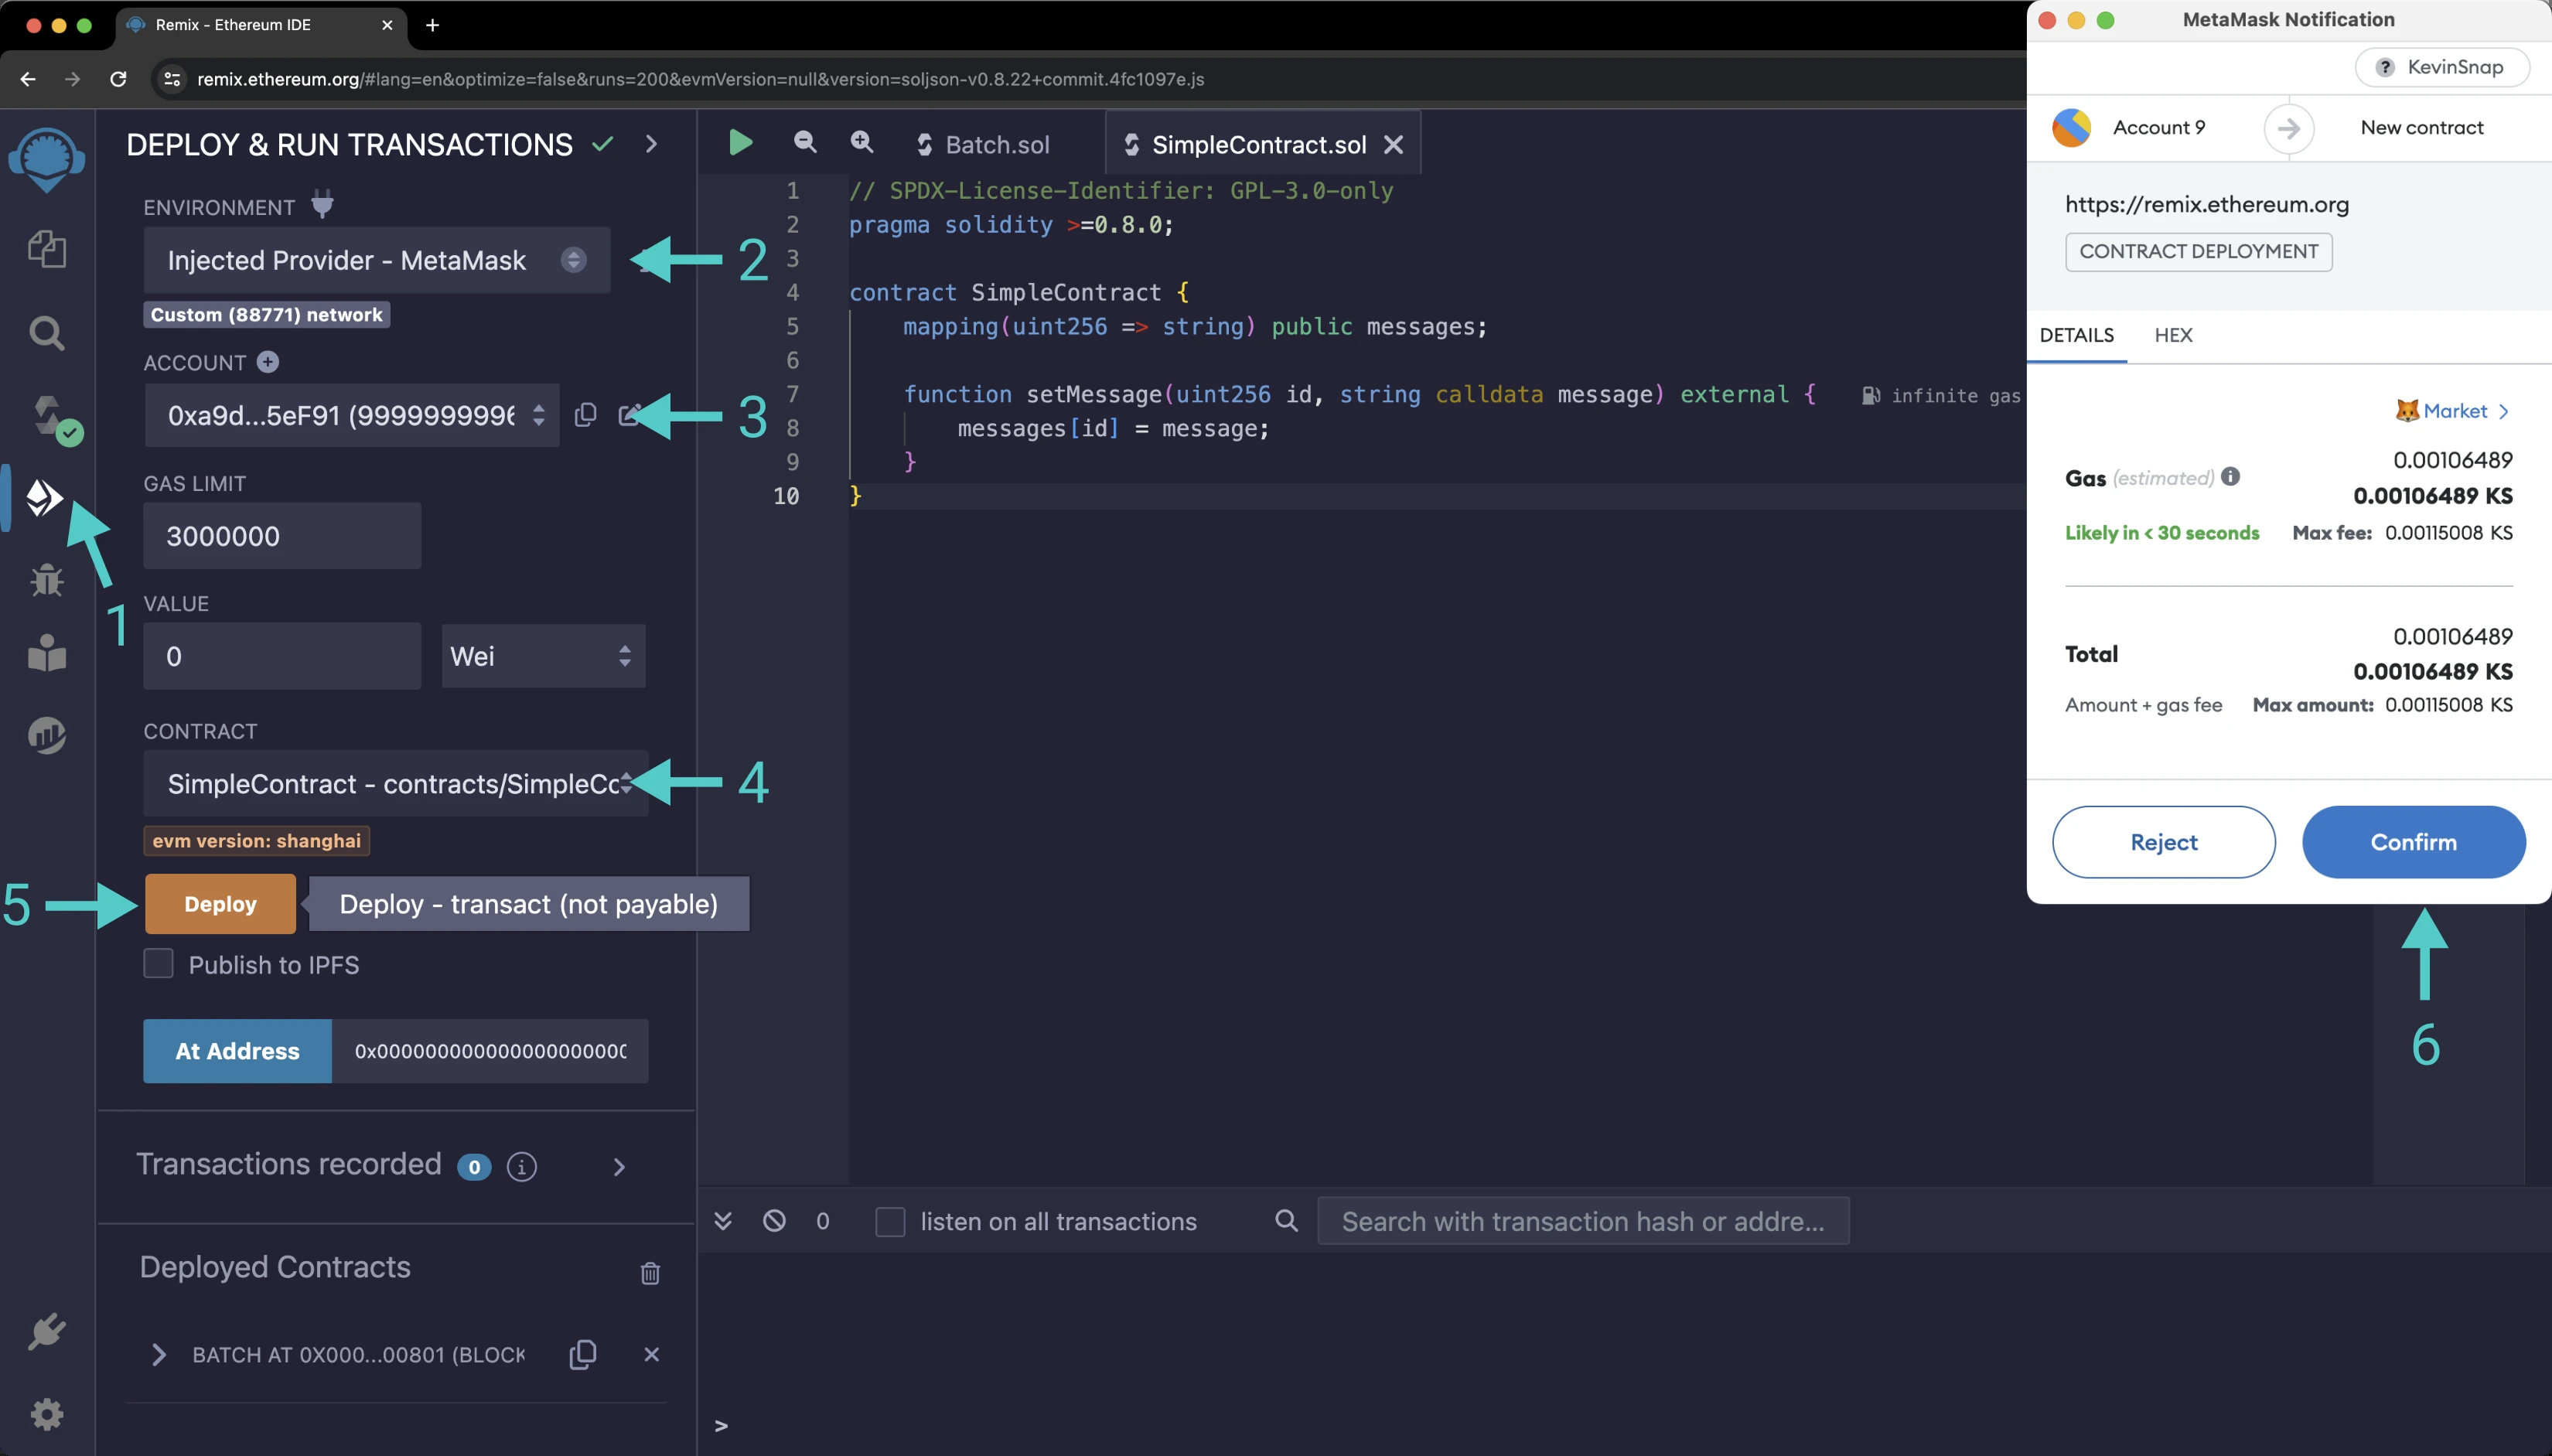 Remix - Ethereum IDE
remix.ethereum.org/#lang=en&optimize=false&runs=200&evmVersion=null&version=soljson-v0.8.22+commit.4fc1097e.js
DEPLOY & RUN TRANSACTIONS
ENVIRONMENT
Injected Provider - MetaMask
2
Custom (88771) network
ACCOUNT
0xa9d...5eF91 (9999999996
3
1
GAS LIMIT
3000000
VALUE
0
Wei
CONTRACT
SimpleContract - contracts/SimpleCo
4
evm version: shanghai
5
Deploy
Deploy - transact (not payable)
Publish to IPFS
At Address
0x0000000000000000000000
Transactions recorded 0 i
Deployed Contracts
BATCH AT 0X000...00801 (BLOCK
Batch.sol
SimpleContract.sol
1 // SPDX-License-Identifier: GPL-3.0-only
2 pragma solidity >=0.8.0;
3
4 contract SimpleContract {
5 mapping(uint256 => string) public messages;
6
7 function setMessage(uint256 id, string calldata message) external { infinite gas
8 messages[id] = message;
9 }
10 }
0
listen on all transactions
Search with transaction hash or addre...
>
MetaMask Notification
? KevinSnap
Account 9
New contract
https://remix.ethereum.org
CONTRACT DEPLOYMENT
DETAILS
HEX
Market >
0.00106489
Gas (estimated) i
0.00106489 KS
Likely in < 30 seconds
Max fee: 0.00115008 KS
0.00106489
Total
0.00106489 KS
Amount + gas fee
Max amount: 0.00115008 KS
Reject
Confirm
6